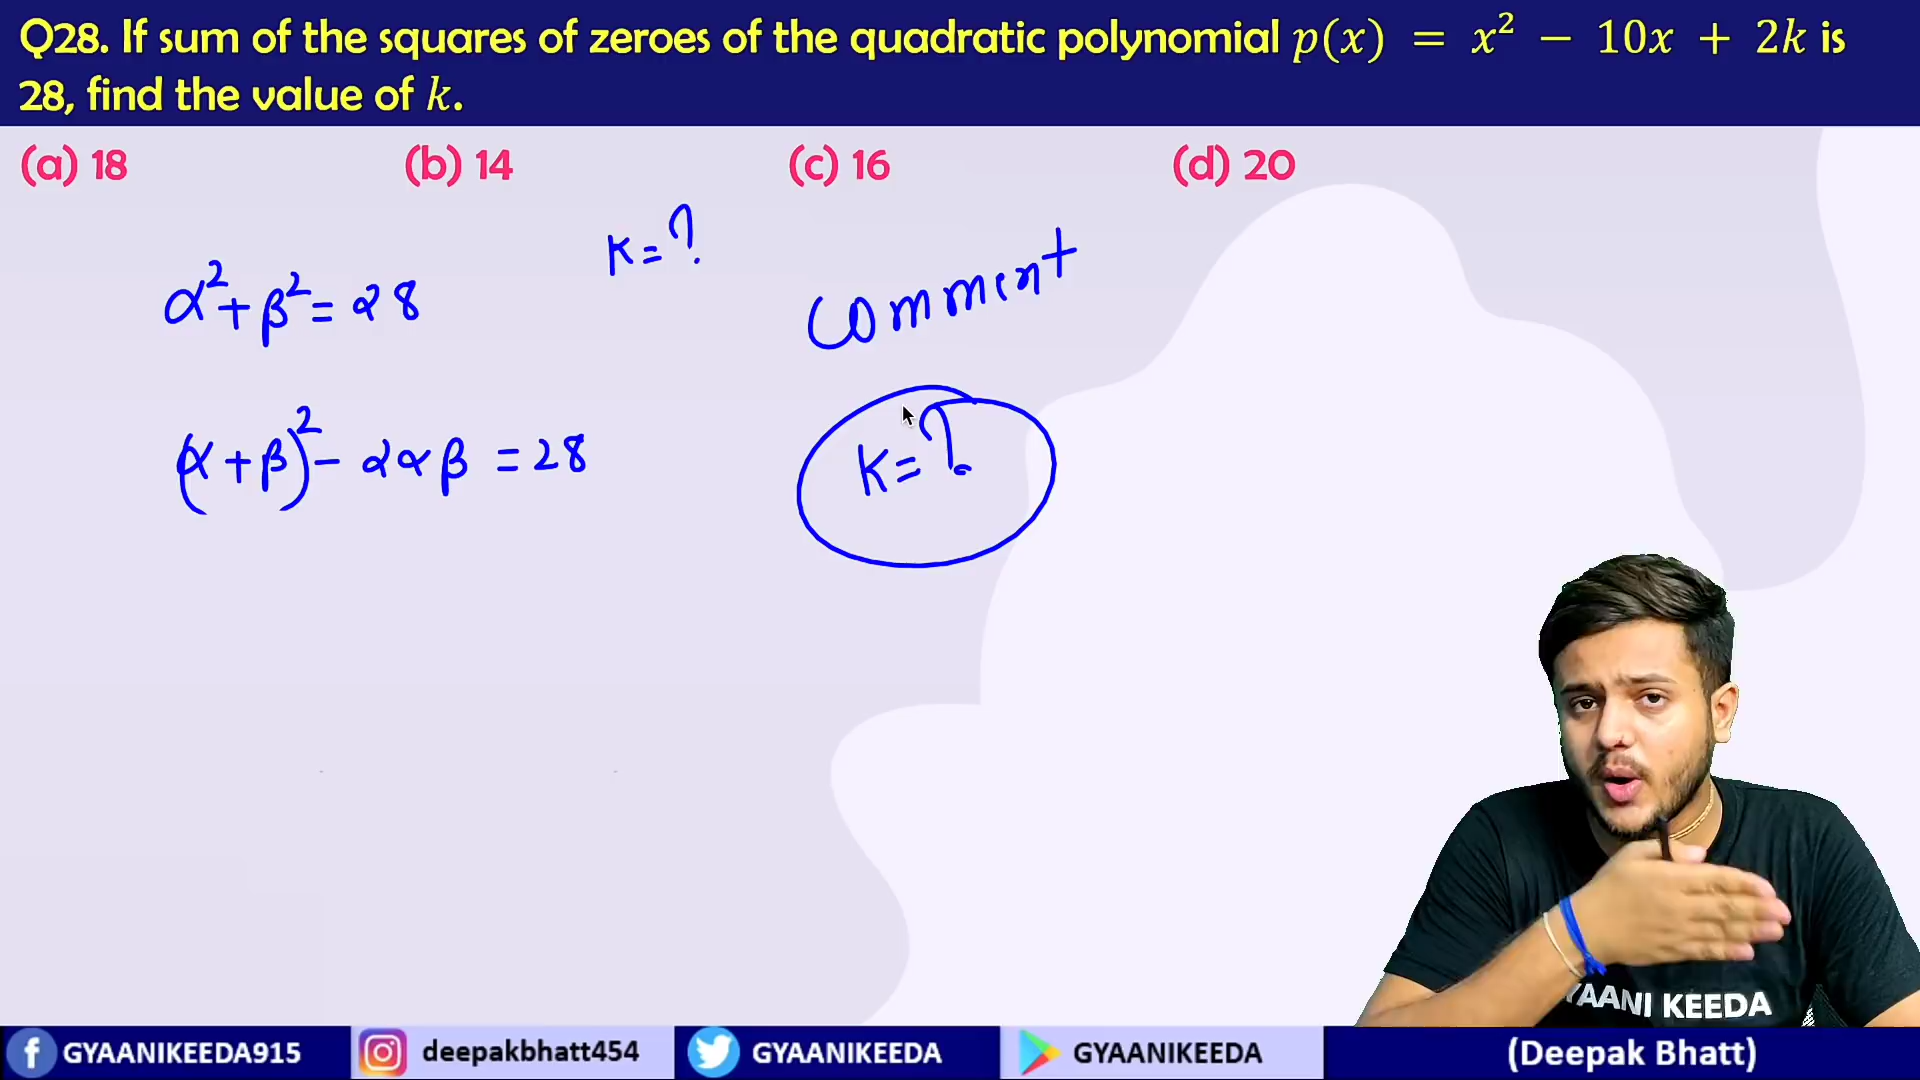 Q28. If sum of the squares of zeroes of the quadratic polynomial p(x) = x² − 10x + 2k is
28, find the value of k.
(a) 18 (b) 14 (c) 16 (d) 20
K = ?
α² + β² = 28
Comment
(α + β)² − 2αβ = 28
K = ?
YAANI KEEDA
GYAANIKEEDA915 deepakbhatt454 GYAANIKEEDA GYAANIKEEDA (Deepak Bhatt)